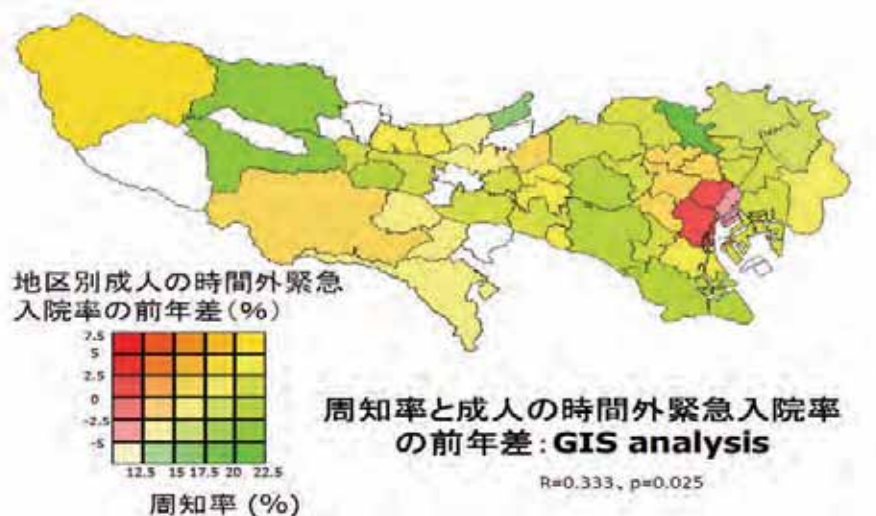 地区別成人の時間外緊急
入院率の前年差(%)
7.5
5
2.5
0
-2.5
-5
12.5 15 17.5 20 22.5
周知率 (%)
周知率と成人の時間外緊急入院率
の前年差:GIS analysis
R=0.333、p=0.025